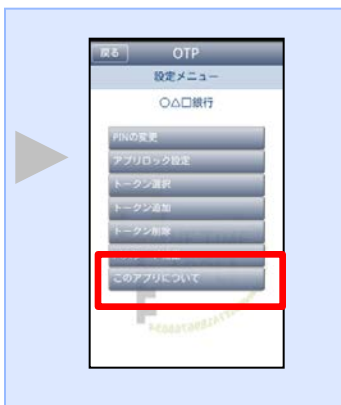 戻る OTP
設定メニュー
○△□銀行
PINの変更
アプリロック設定
トークン選択
トークン追加
トークン削除
このアプリについて